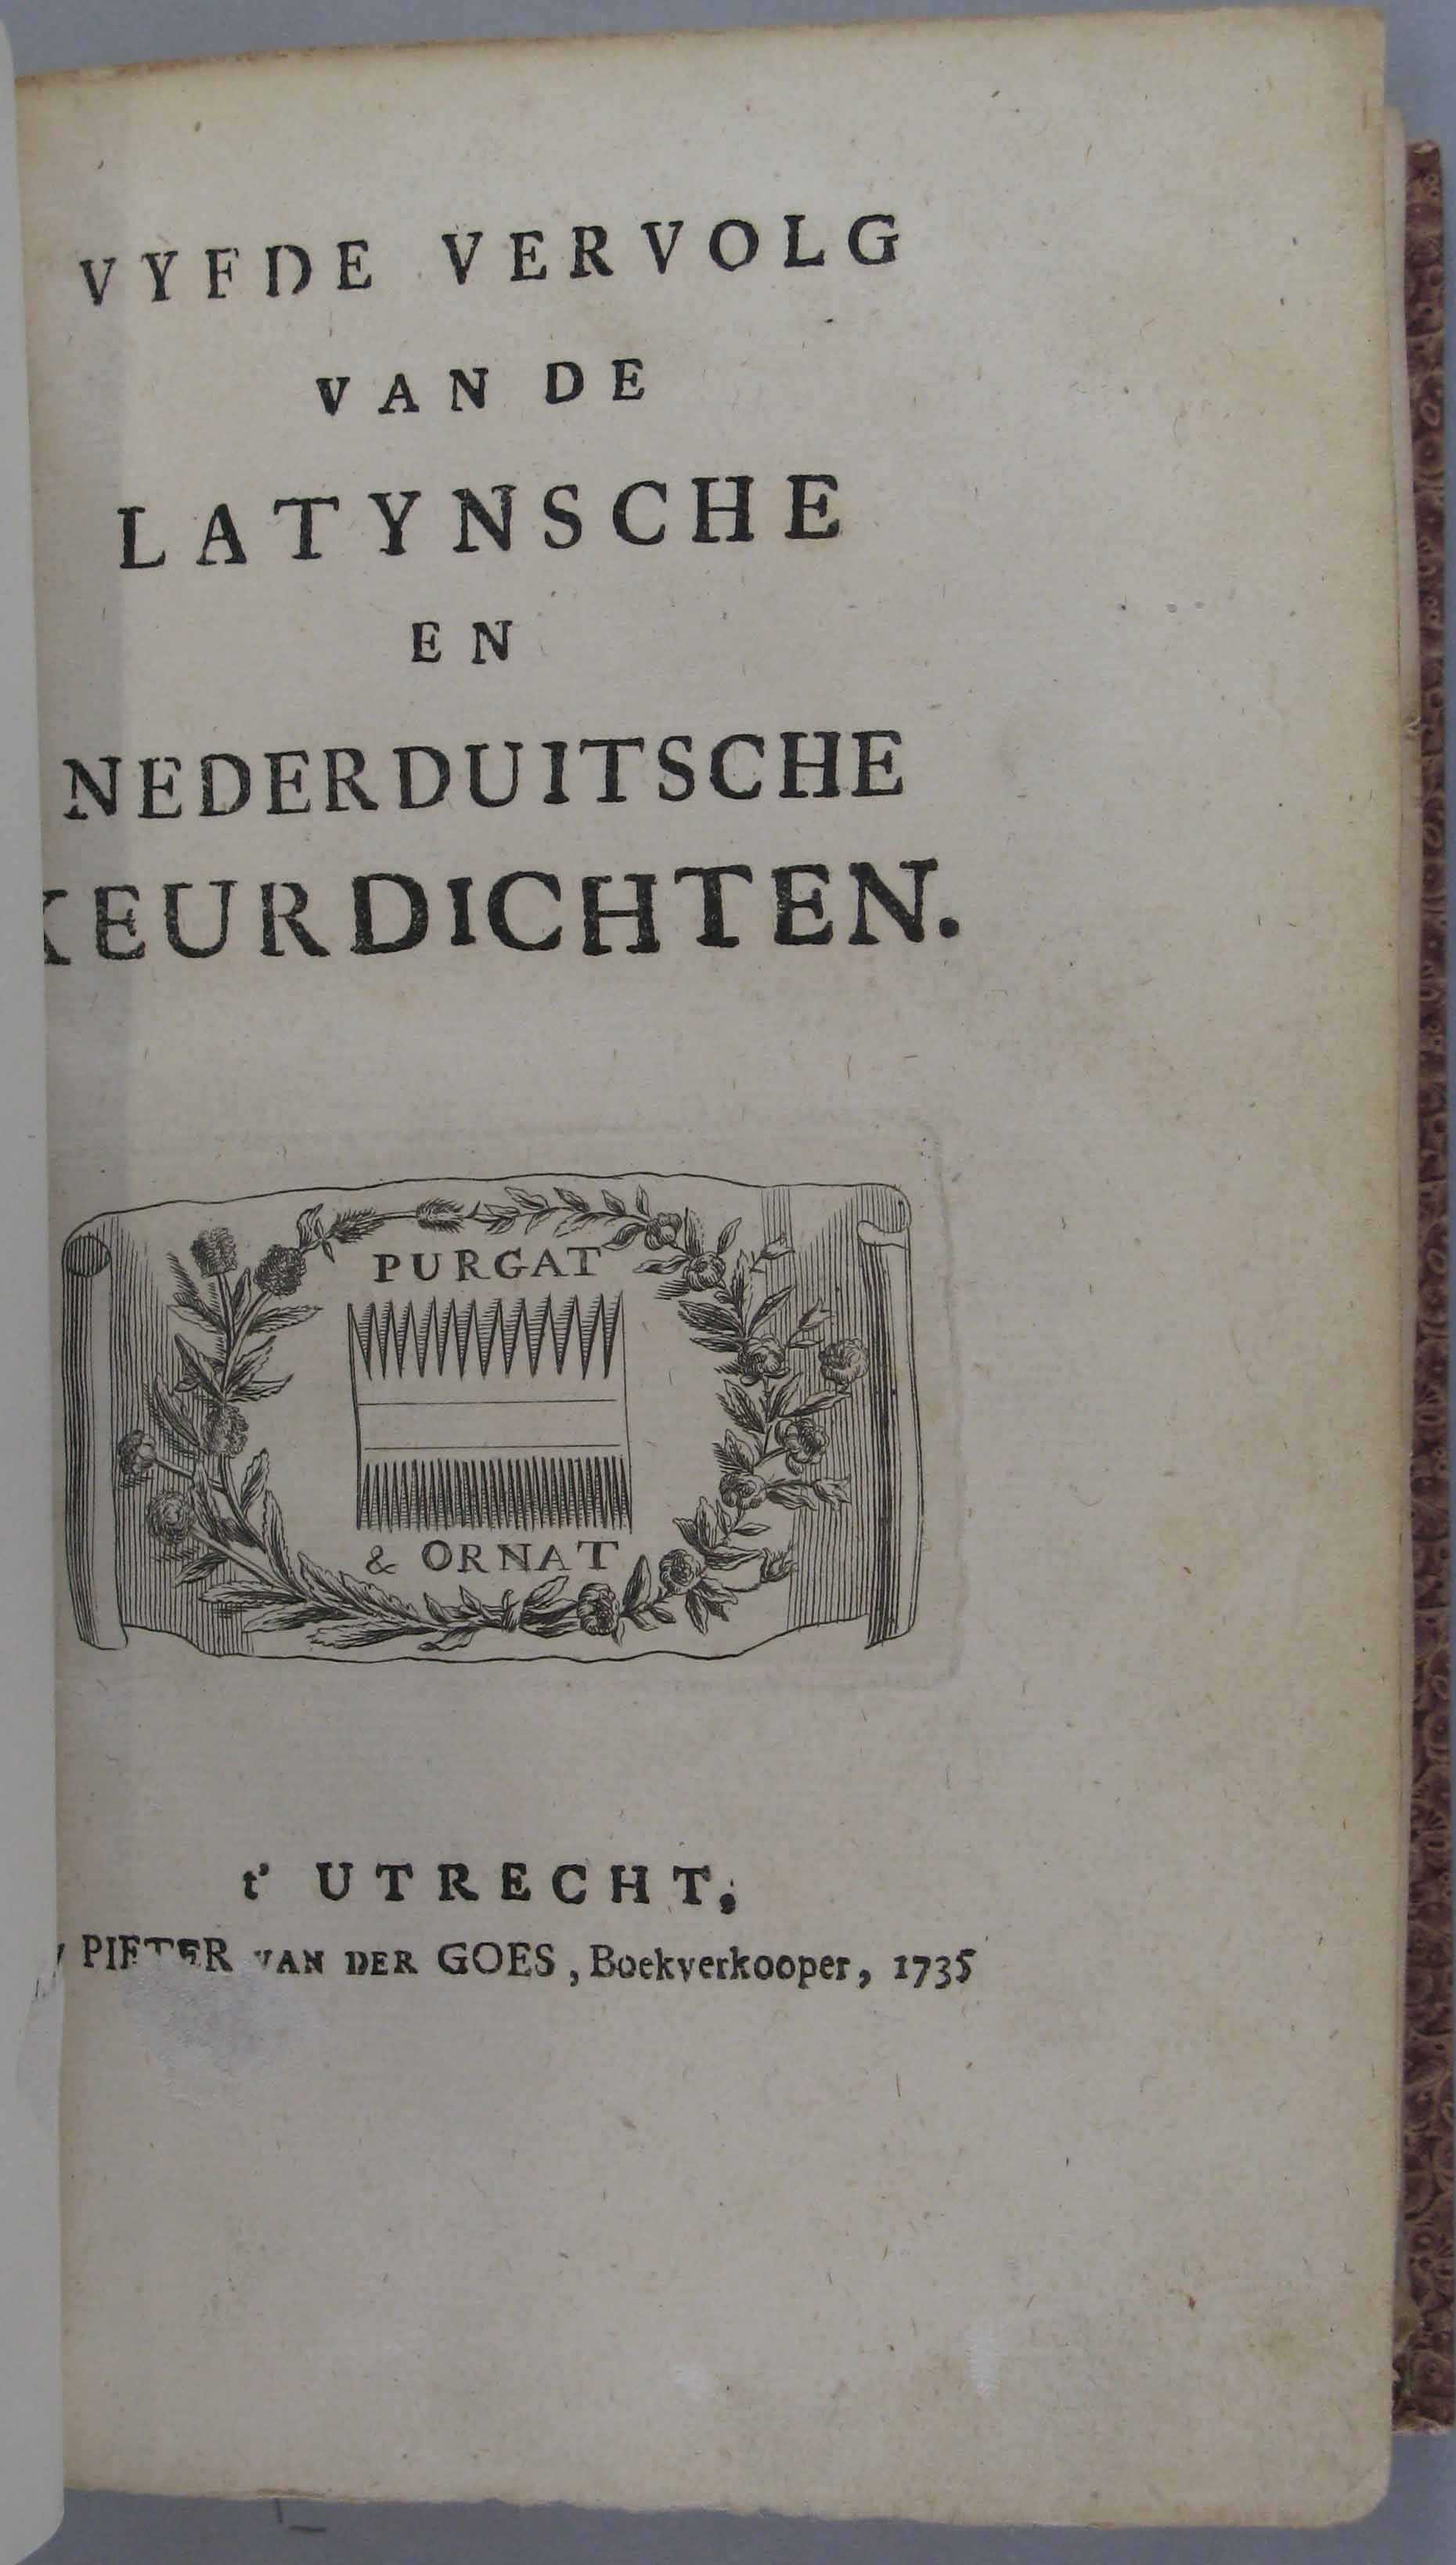 VYFDE VERVOLG
VAN DE
LATYNSCHE
EN
NEDERDUITSCHE
KEURDICHTEN.
PURGAT
& ORNAT
t' UTRECHT,
PIETER VAN DER GOES, Boekverkooper, 1735